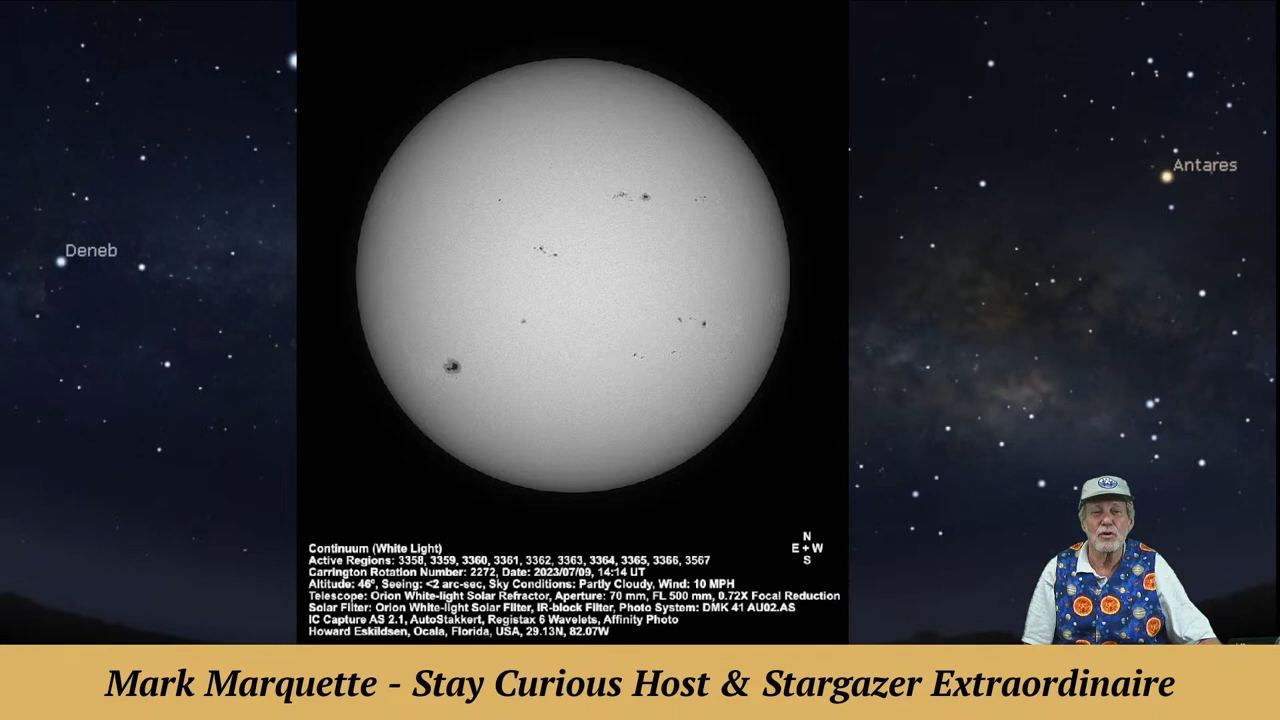 Deneb
Antares
N
E + W
S
Continuum (White Light)
Active Regions: 3358, 3359, 3360, 3361, 3362, 3363, 3364, 3365, 3366, 3567
Carrington Rotation Number: 2272, Date: 2023/07/09, 14:14 UT
Altitude: 46°, Seeing: <2 arc-sec, Sky Conditions: Partly Cloudy, Wind: 10 MPH
Telescope: Orion White-light Solar Refractor, Aperture: 70 mm, FL 500 mm, 0.72X Focal Reduction
Solar Filter: Orion White-light Solar Filter, IR-block Filter, Photo System: DMK 41 AU02.AS
IC Capture AS 2.1, AutoStakkert, Registax 6 Wavelets, Affinity Photo
Howard Eskildsen, Ocala, Florida, USA, 29.13N, 82.07W
Mark Marquette - Stay Curious Host & Stargazer Extraordinaire